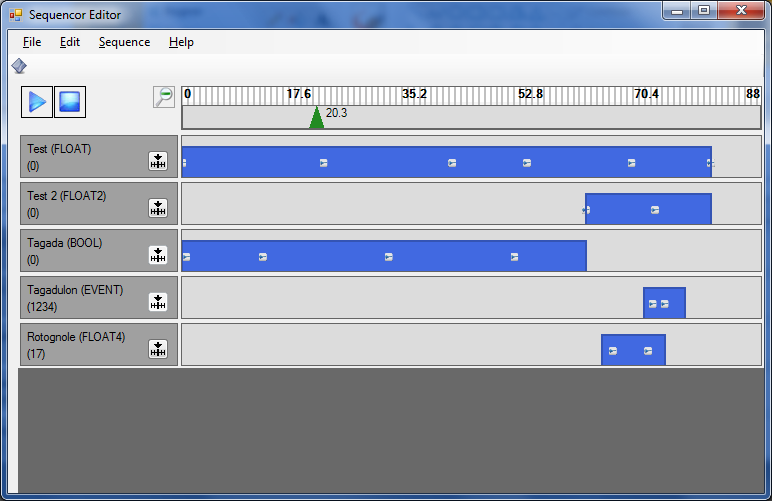 Sequencor Editor
File Edit Sequence Help
0 17.6 35.2 52.8 70.4 88
20.3
Test (FLOAT)
(0)
Test 2 (FLOAT2)
(0)
Tagada (BOOL)
(0)
Tagadulon (EVENT)
(1234)
Rotognole (FLOAT4)
(17)